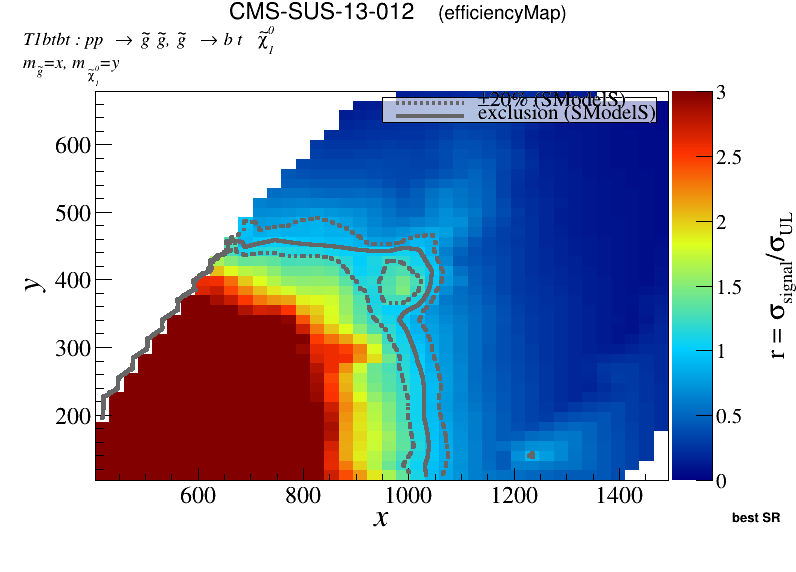 CMS-SUS-13-012 (efficiencyMap)
T1btbt : pp → g̃ g̃, g̃ → b t χ̃⁰₁
m_g̃=x, m_χ̃⁰₁=y
±20% (SModelS)
exclusion (SModelS)
600
500
400
300
200
y
600 800 1000 1200 1400
x
3
2.5
2
1.5
1
0.5
0
r = σ_signal/σ_UL
best SR